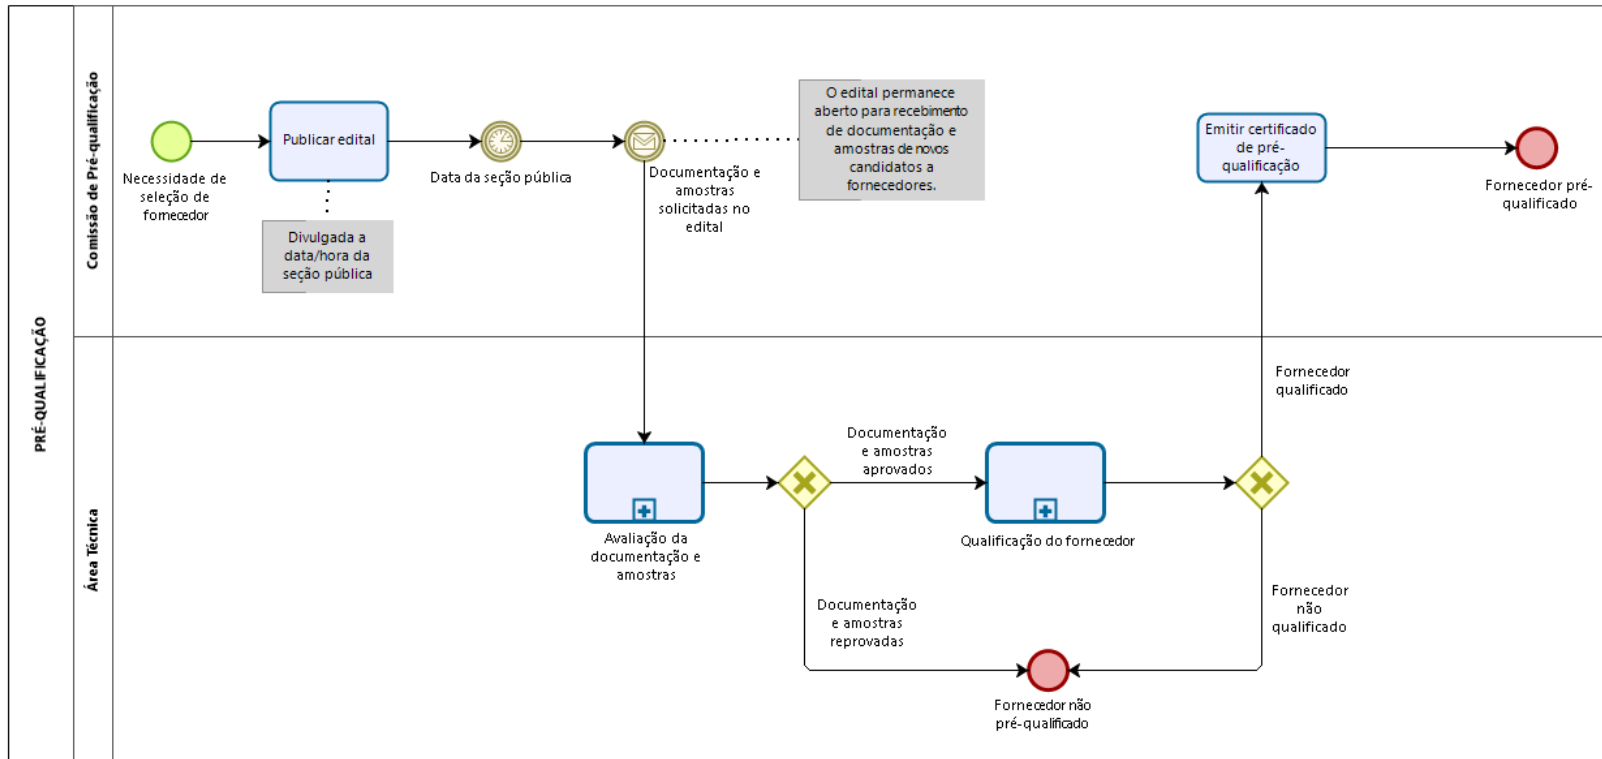 PRÉ-QUALIFICAÇÃO
Comissão de Pré-qualificação
Necessidade de
seleção de
fornecedor
Publicar edital
Divulgada a
data/hora da
seção pública
Data da seção pública
Documentação e
amostras
solicitadas no
edital
O edital permanece
aberto para recebimento
de documentação e
amostras de novos
candidatos a
fornecedores.
Emitir certificado
de pré-
qualificação
Fornecedor pré-
qualificado
Área Técnica
Avaliação da
documentação e
amostras
Documentação
e amostras
aprovados
Documentação
e amostras
reprovadas
Qualificação do fornecedor
Fornecedor
qualificado
Fornecedor
não
qualificado
Fornecedor não
pré-qualificado